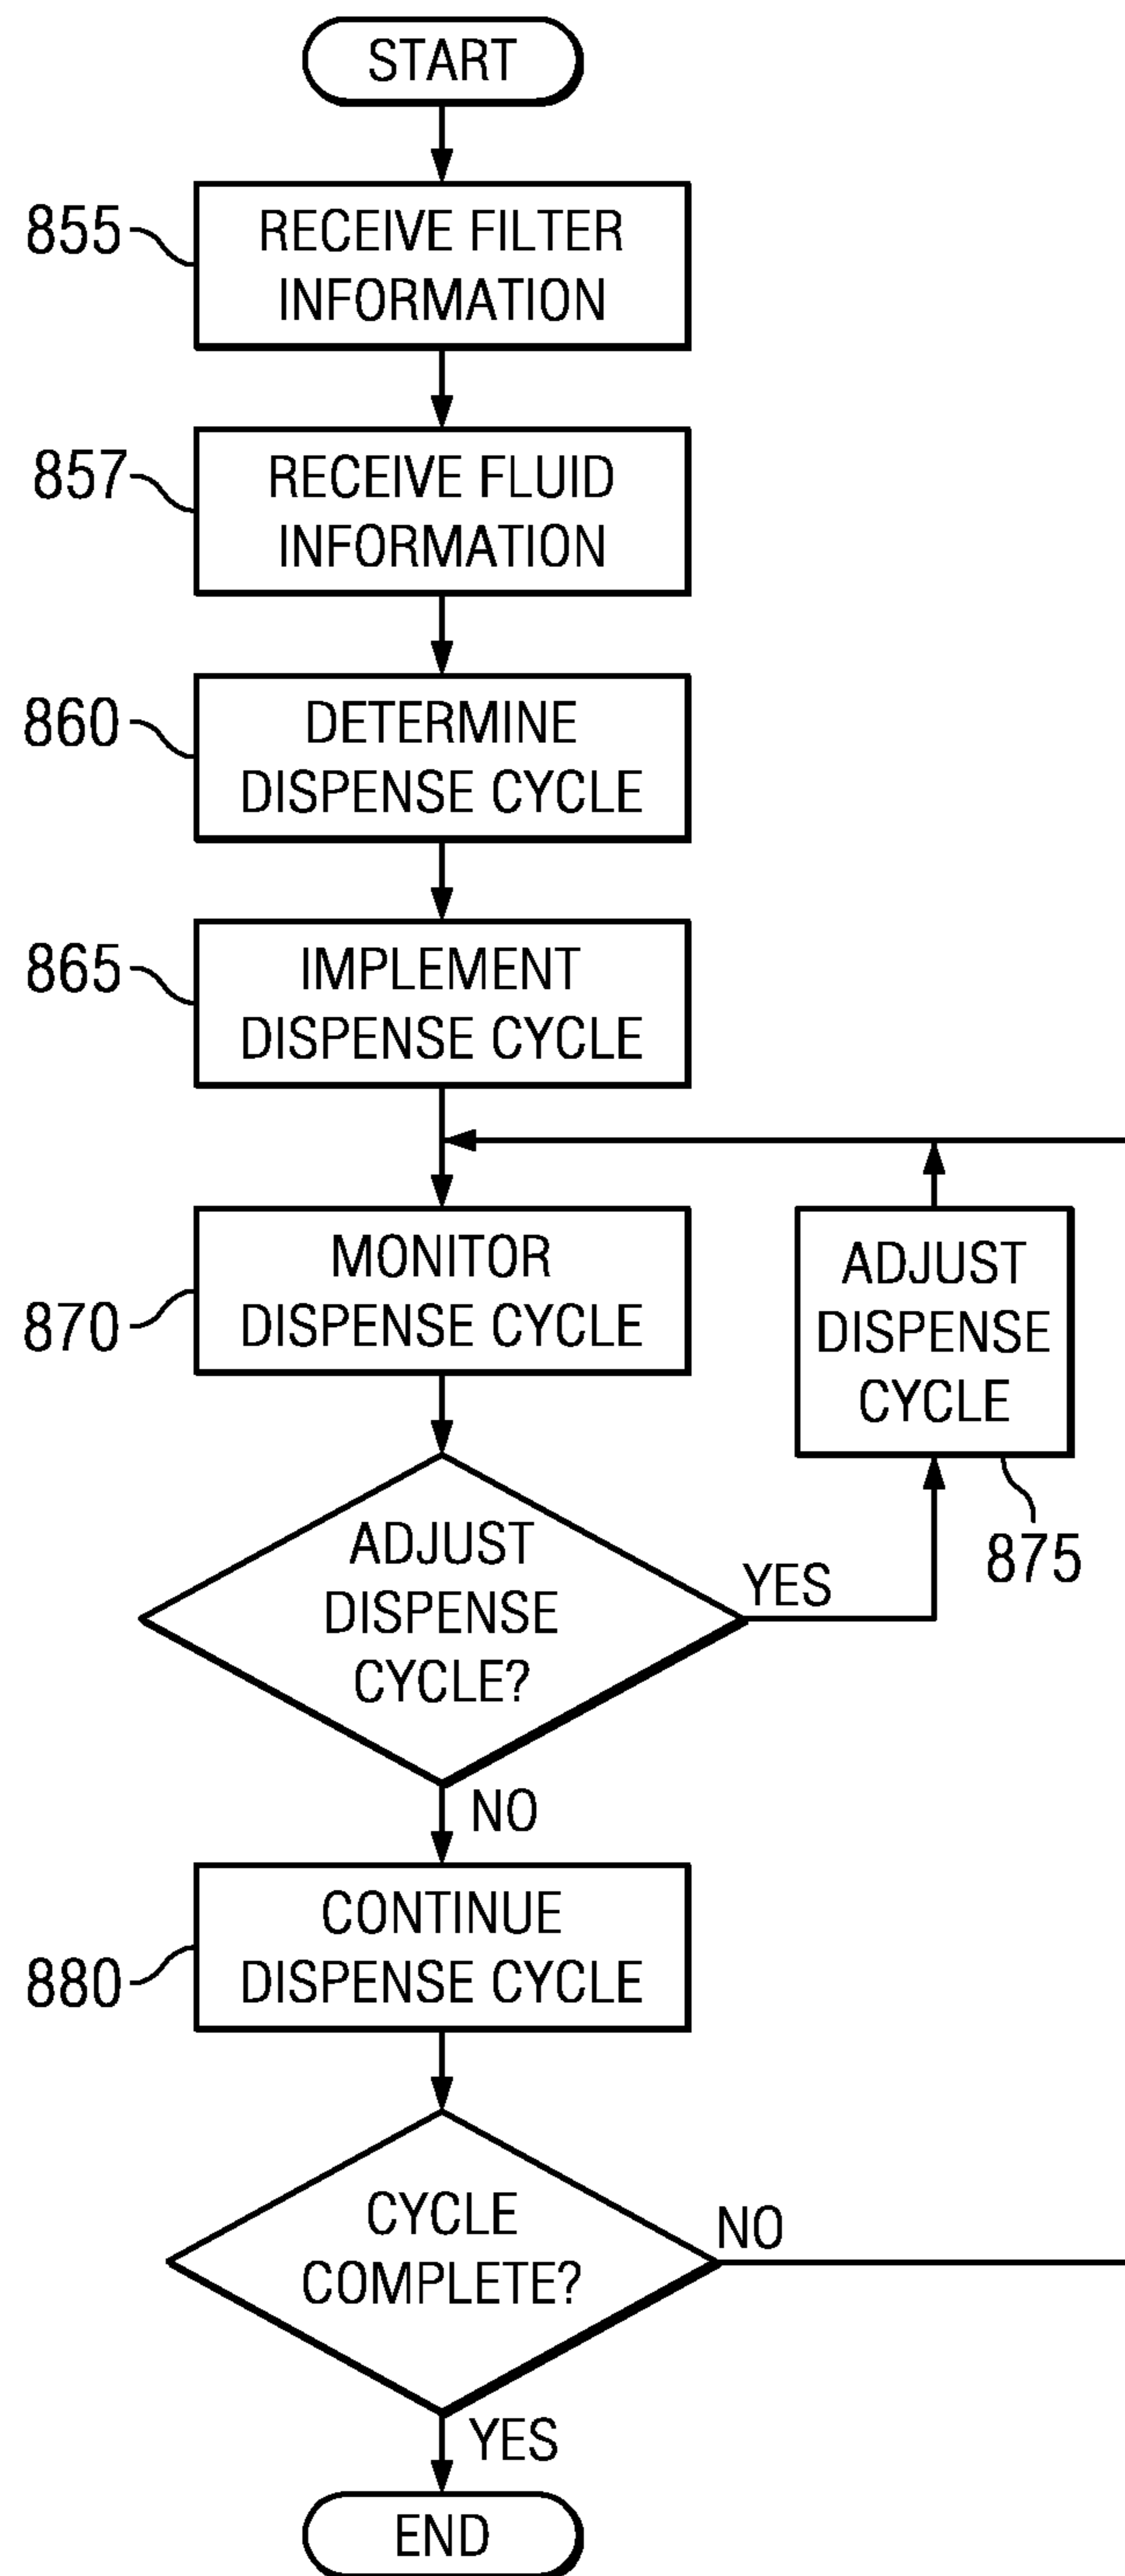 START
855
RECEIVE FILTER
INFORMATION
857
RECEIVE FLUID
INFORMATION
860
DETERMINE
DISPENSE CYCLE
865
IMPLEMENT
DISPENSE CYCLE
870
MONITOR
DISPENSE CYCLE
ADJUST
DISPENSE
CYCLE
875
ADJUST
DISPENSE
CYCLE?
YES
NO
880
CONTINUE
DISPENSE CYCLE
CYCLE
COMPLETE?
NO
YES
END